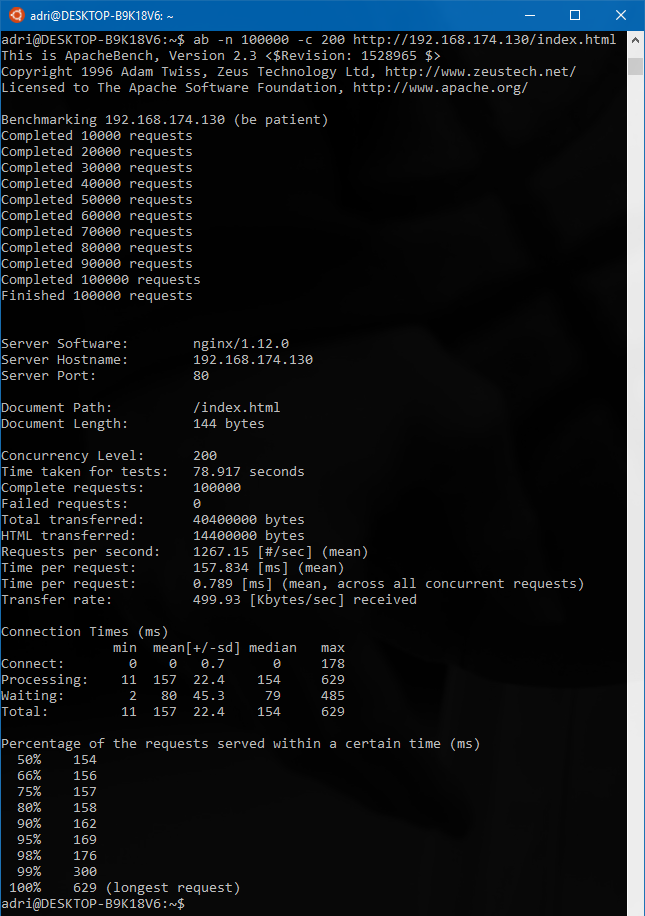 adri@DESKTOP-B9K18V6: ~
adri@DESKTOP-B9K18V6:~$ ab -n 100000 -c 200 http://192.168.174.130/index.html
This is ApacheBench, Version 2.3 <$Revision: 1528965 $>
Copyright 1996 Adam Twiss, Zeus Technology Ltd, http://www.zeustech.net/
Licensed to The Apache Software Foundation, http://www.apache.org/

Benchmarking 192.168.174.130 (be patient)
Completed 10000 requests
Completed 20000 requests
Completed 30000 requests
Completed 40000 requests
Completed 50000 requests
Completed 60000 requests
Completed 70000 requests
Completed 80000 requests
Completed 90000 requests
Completed 100000 requests
Finished 100000 requests


Server Software:        nginx/1.12.0
Server Hostname:        192.168.174.130
Server Port:            80

Document Path:          /index.html
Document Length:        144 bytes

Concurrency Level:      200
Time taken for tests:   78.917 seconds
Complete requests:      100000
Failed requests:        0
Total transferred:      40400000 bytes
HTML transferred:       14400000 bytes
Requests per second:    1267.15 [#/sec] (mean)
Time per request:       157.834 [ms] (mean)
Time per request:       0.789 [ms] (mean, across all concurrent requests)
Transfer rate:          499.93 [Kbytes/sec] received

Connection Times (ms)
              min  mean[+/-sd] median   max
Connect:        0    0   0.7      0     178
Processing:    11  157  22.4    154     629
Waiting:        2   80  45.3     79     485
Total:         11  157  22.4    154     629

Percentage of the requests served within a certain time (ms)
  50%    154
  66%    156
  75%    157
  80%    158
  90%    162
  95%    169
  98%    176
  99%    300
 100%    629 (longest request)
adri@DESKTOP-B9K18V6:~$